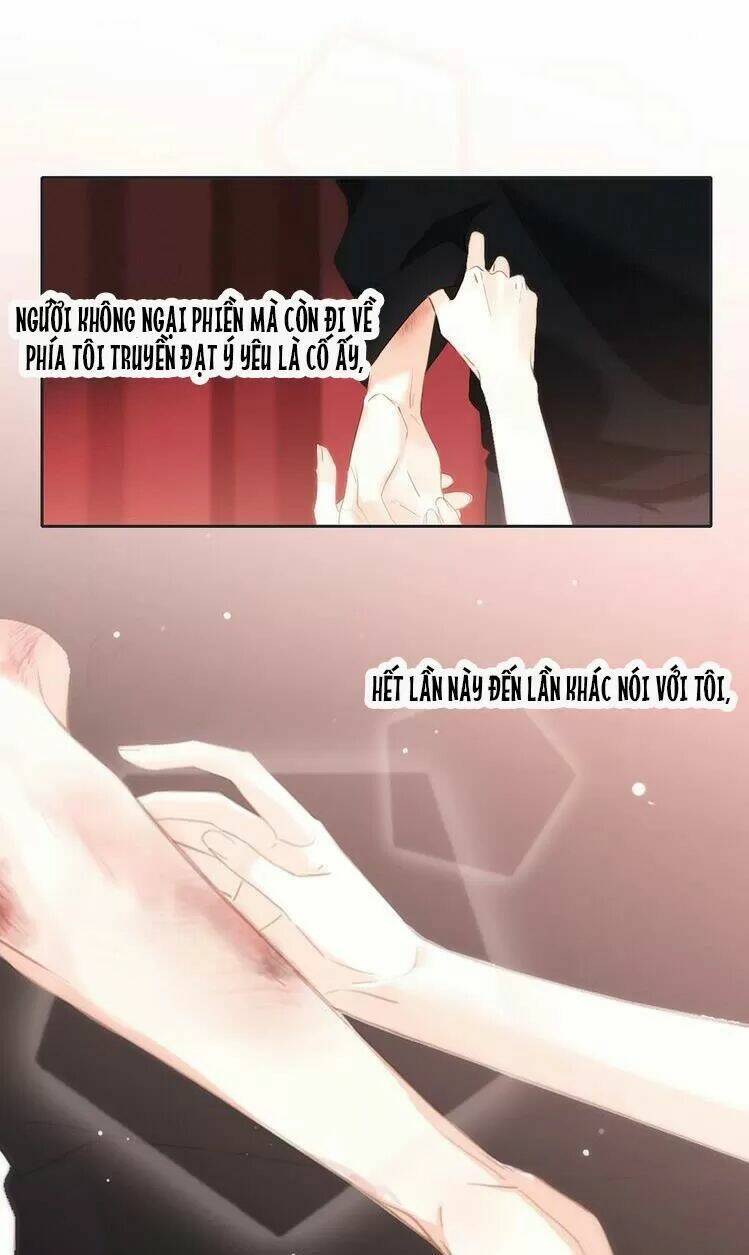 NGƯỜI KHÔNG NGẠI PHIỀN MÀ CÒN ĐI VỀ
PHÍA TÔI TRUYỀN ĐẠT Ý YÊU LÀ CỐ ẤY,
HẾT LẦN NÀY ĐẾN LẦN KHÁC NÓI VỚI TÔI,